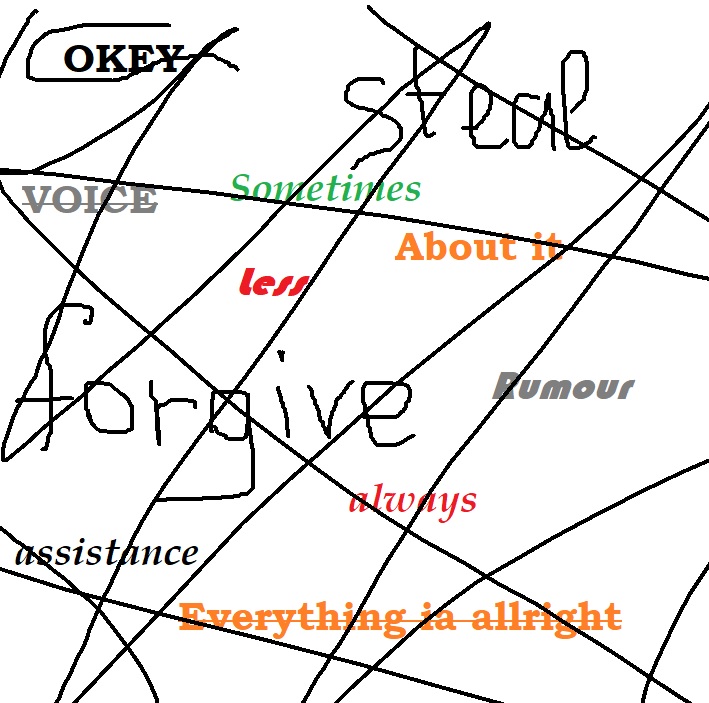 OKEY
steal
VOICE
Sometimes
About it
Less
forgive
Rumour
always
assistance
Everything ia allright